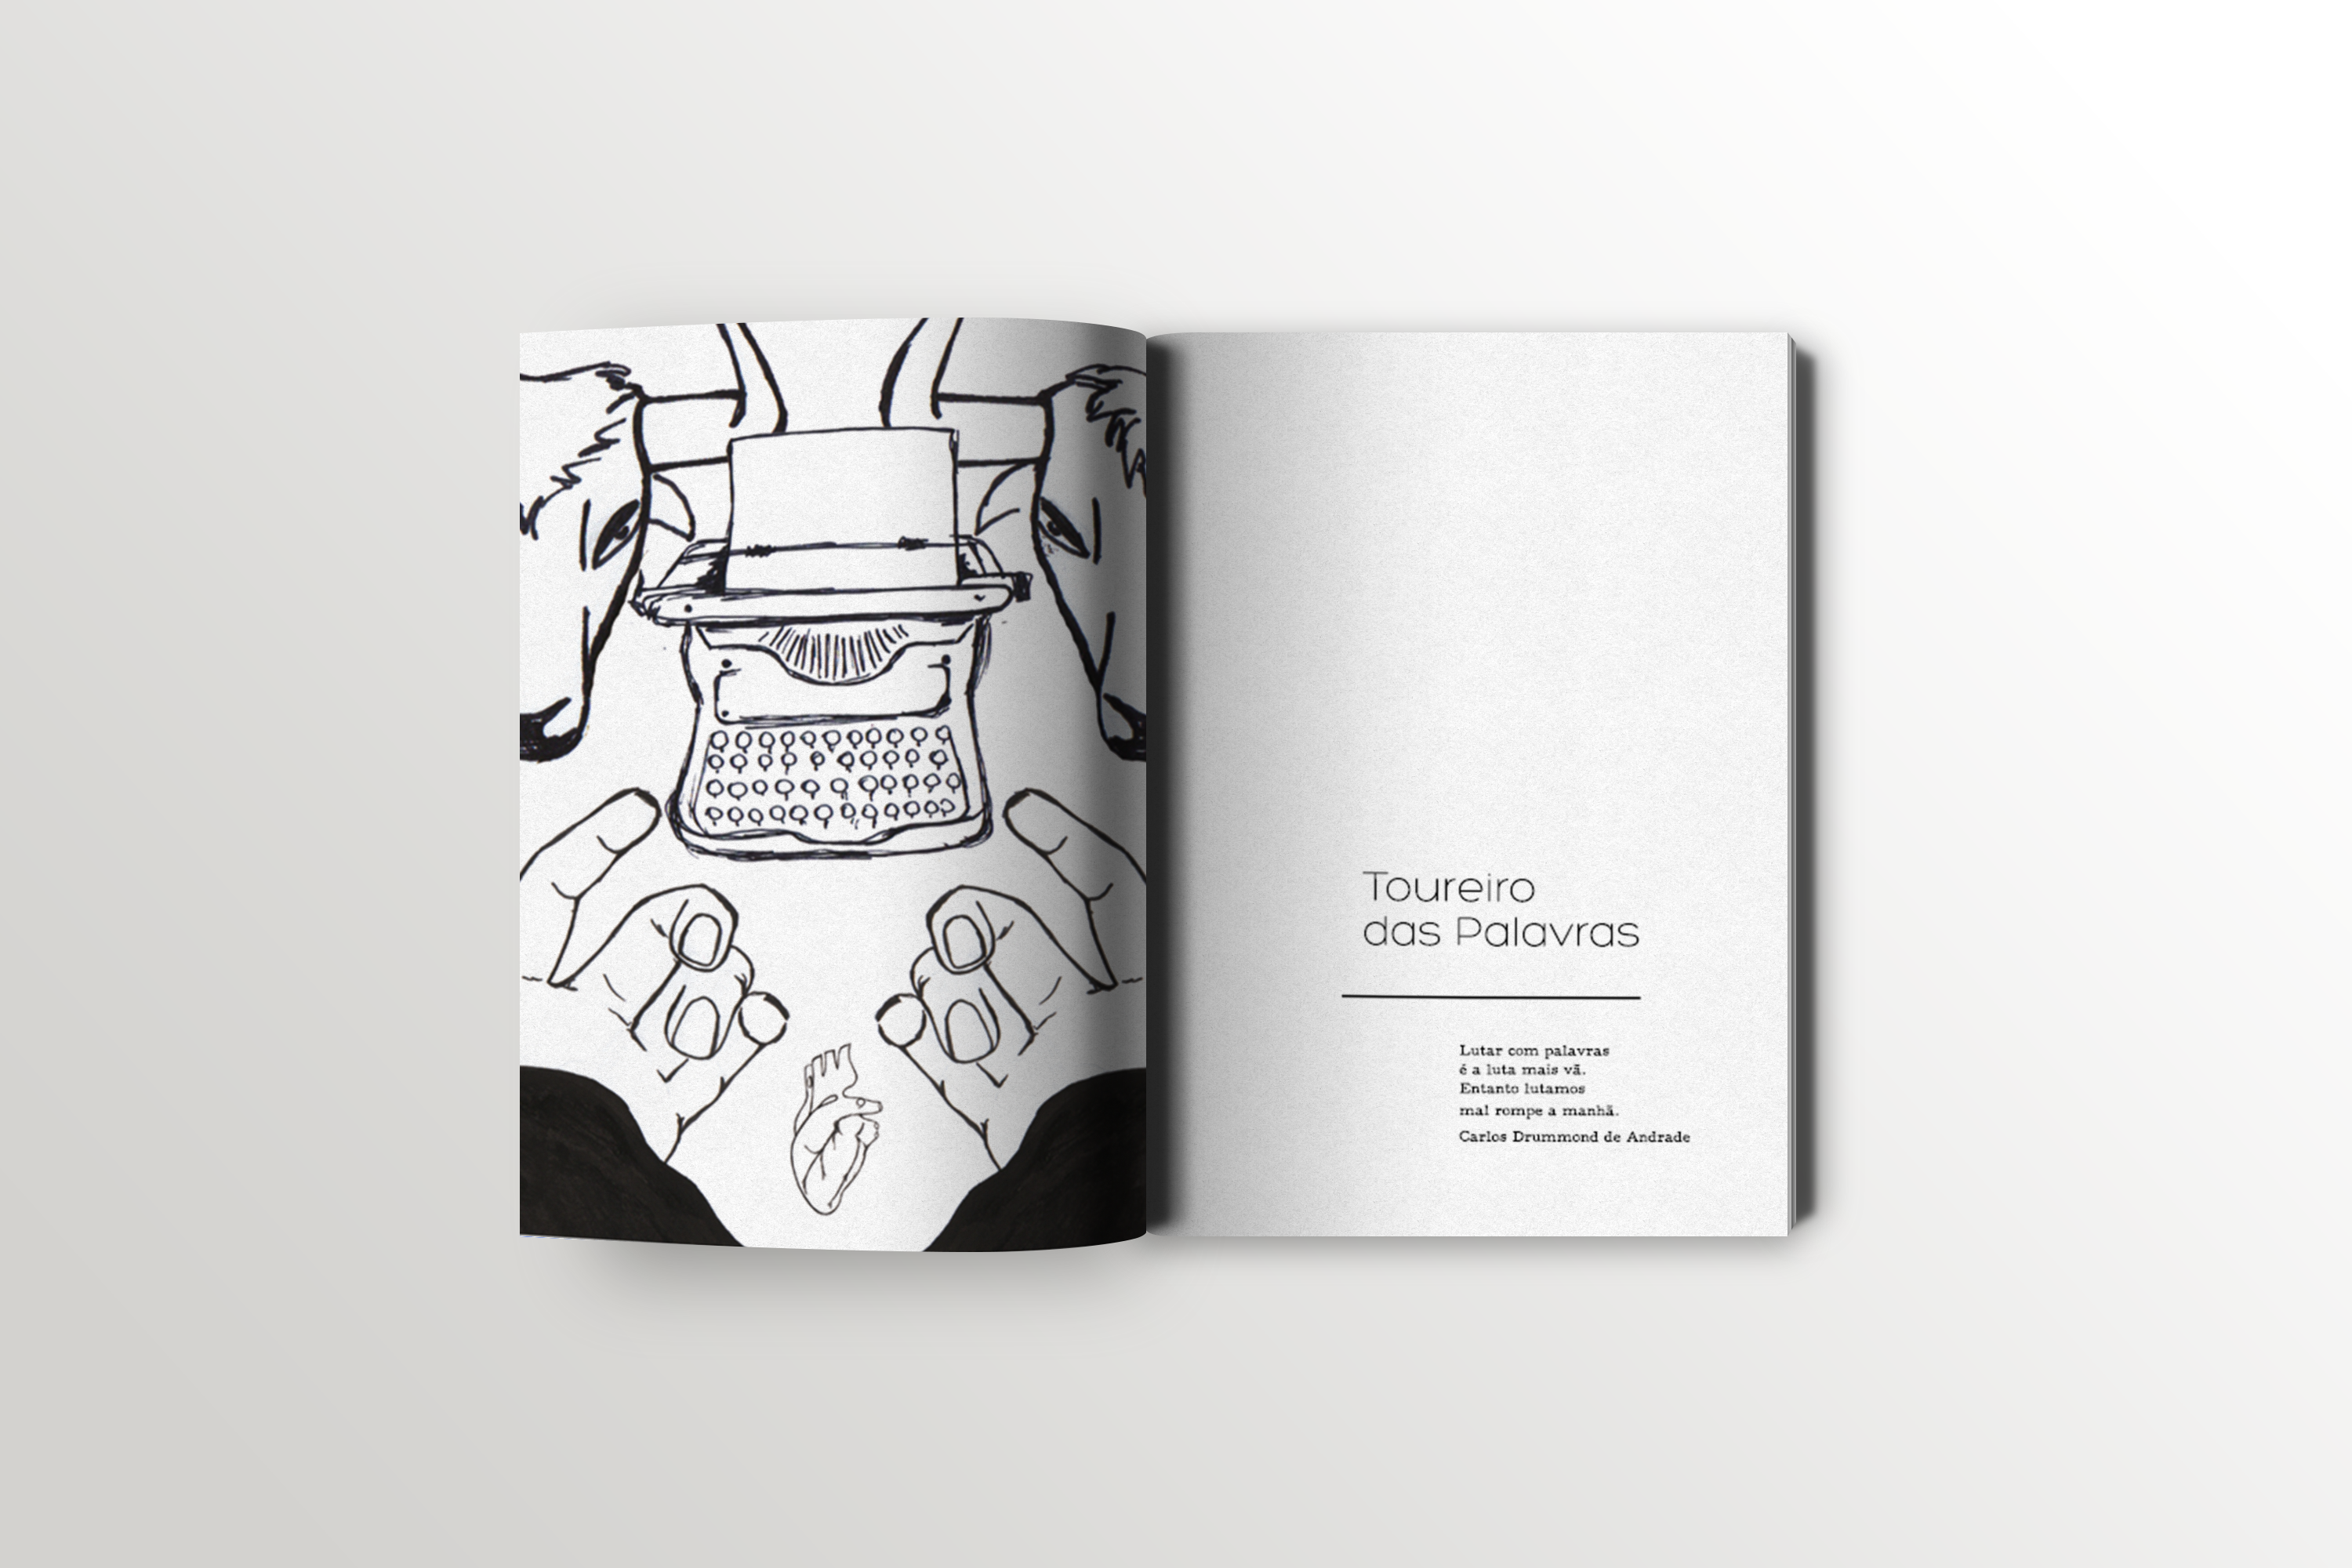 Toureiro
das Palavras
Lutar com palavras
é a luta mais vã.
Entanto lutamos
mal rompe a manhã.
Carlos Drummond de Andrade